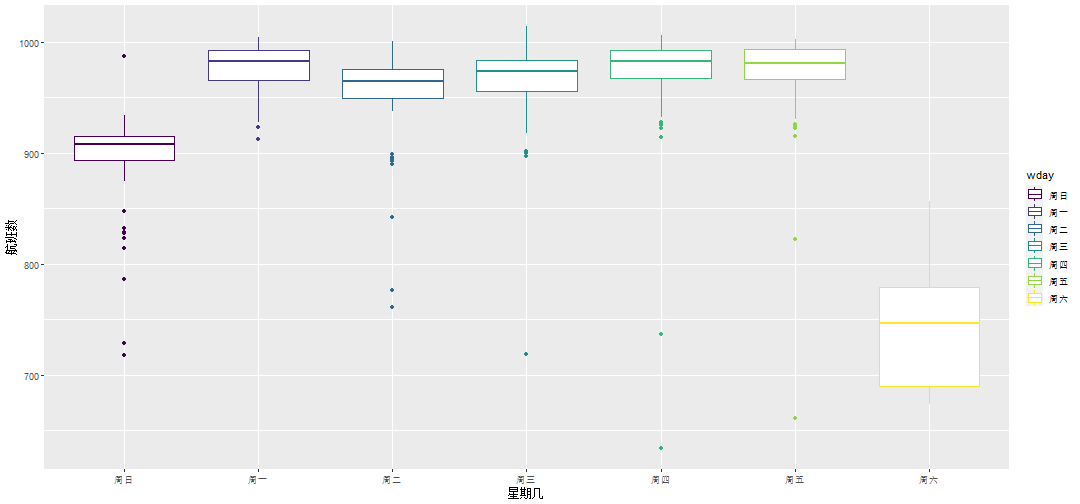 航班数
1000
900
800
700
周日 周一 周二 周三 周四 周五 周六
星期几
wday
周日
周一
周二
周三
周四
周五
周六